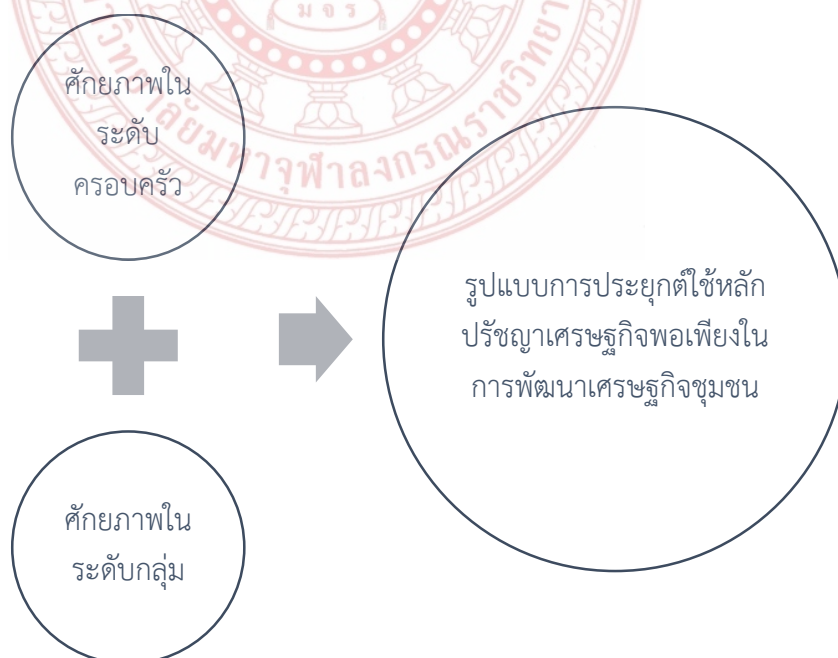 ม จ ร
ศักยภาพใน
ระดับ
ครอบครัว
รูปแบบการประยุกต์ใช้หลัก
ปรัชญาเศรษฐกิจพอเพียงใน
การพัฒนาเศรษฐกิจชุมชน
ศักยภาพใน
ระดับกลุ่ม